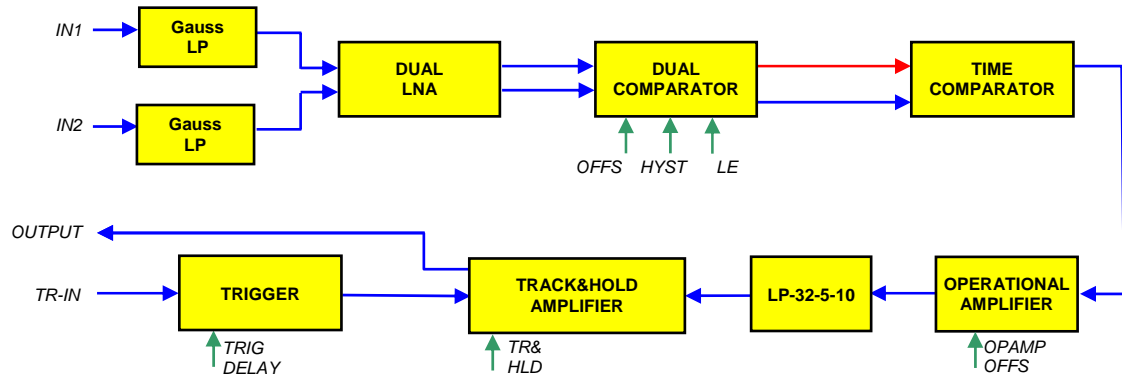 IN1
Gauss
LP
DUAL
LNA
DUAL
COMPARATOR
TIME
COMPARATOR
IN2
Gauss
LP
OFFS HYST LE
OUTPUT
TR-IN
TRIGGER
TRACK&HOLD
AMPLIFIER
LP-32-5-10
OPERATIONAL
AMPLIFIER
TRIG
DELAY
TR&
HLD
OPAMP
OFFS